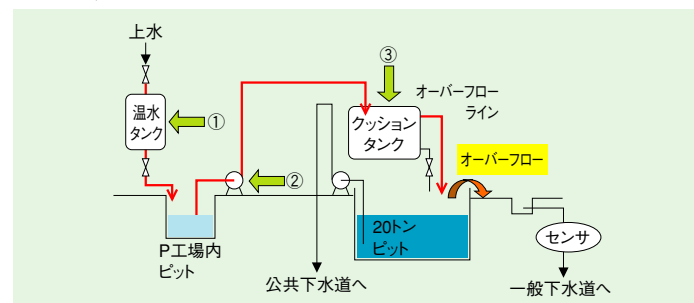 上水
温水
タンク
①
P工場内
ピット
②
公共下水道へ
③
クッション
タンク
オーバーフロー
ライン
オーバーフロー
20トン
ピット
センサ
一般下水道へ